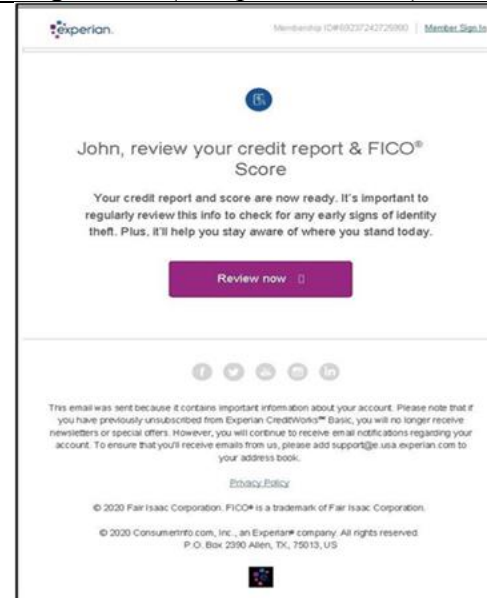 experian.
Membership ID#69237242725990 | Member Sign In
John, review your credit report & FICO®
Score
Your credit report and score are now ready. It's important to
regularly review this info to check for any early signs of identity
theft. Plus, it'll help you stay aware of where you stand today.
Review now
This email was sent because it contains important information about your account. Please note that if
you have previously unsubscribed from Experian CreditWorks℠ Basic, you will no longer receive
newsletters or special offers. However, you will continue to receive email notifications regarding your
account. To ensure that you'll receive emails from us, please add support@e.usa.experian.com to
your address book.
Privacy Policy
© 2020 Fair Isaac Corporation. FICO® is a trademark of Fair Isaac Corporation.
© 2020 ConsumerInfo.com, Inc., an Experian® company. All rights reserved.
P.O. Box 2390 Allen, TX, 75013, US